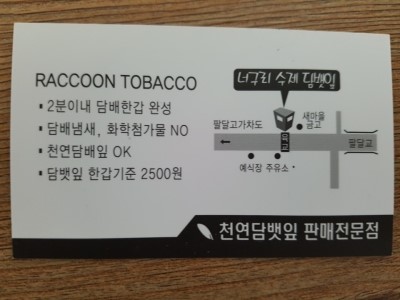 RACCOON TOBACCO
▪ 2분이내 담배한갑 완성
▪ 담배냄새, 화학첨가물 NO
▪ 천연담배잎 OK
▪ 담뱃잎 한갑기준 2500원
너구리 수제 담뱃잎
새마을
금고
팔달고가차도
육교
팔달교
예식장 주유소
천연담뱃잎 판매전문점